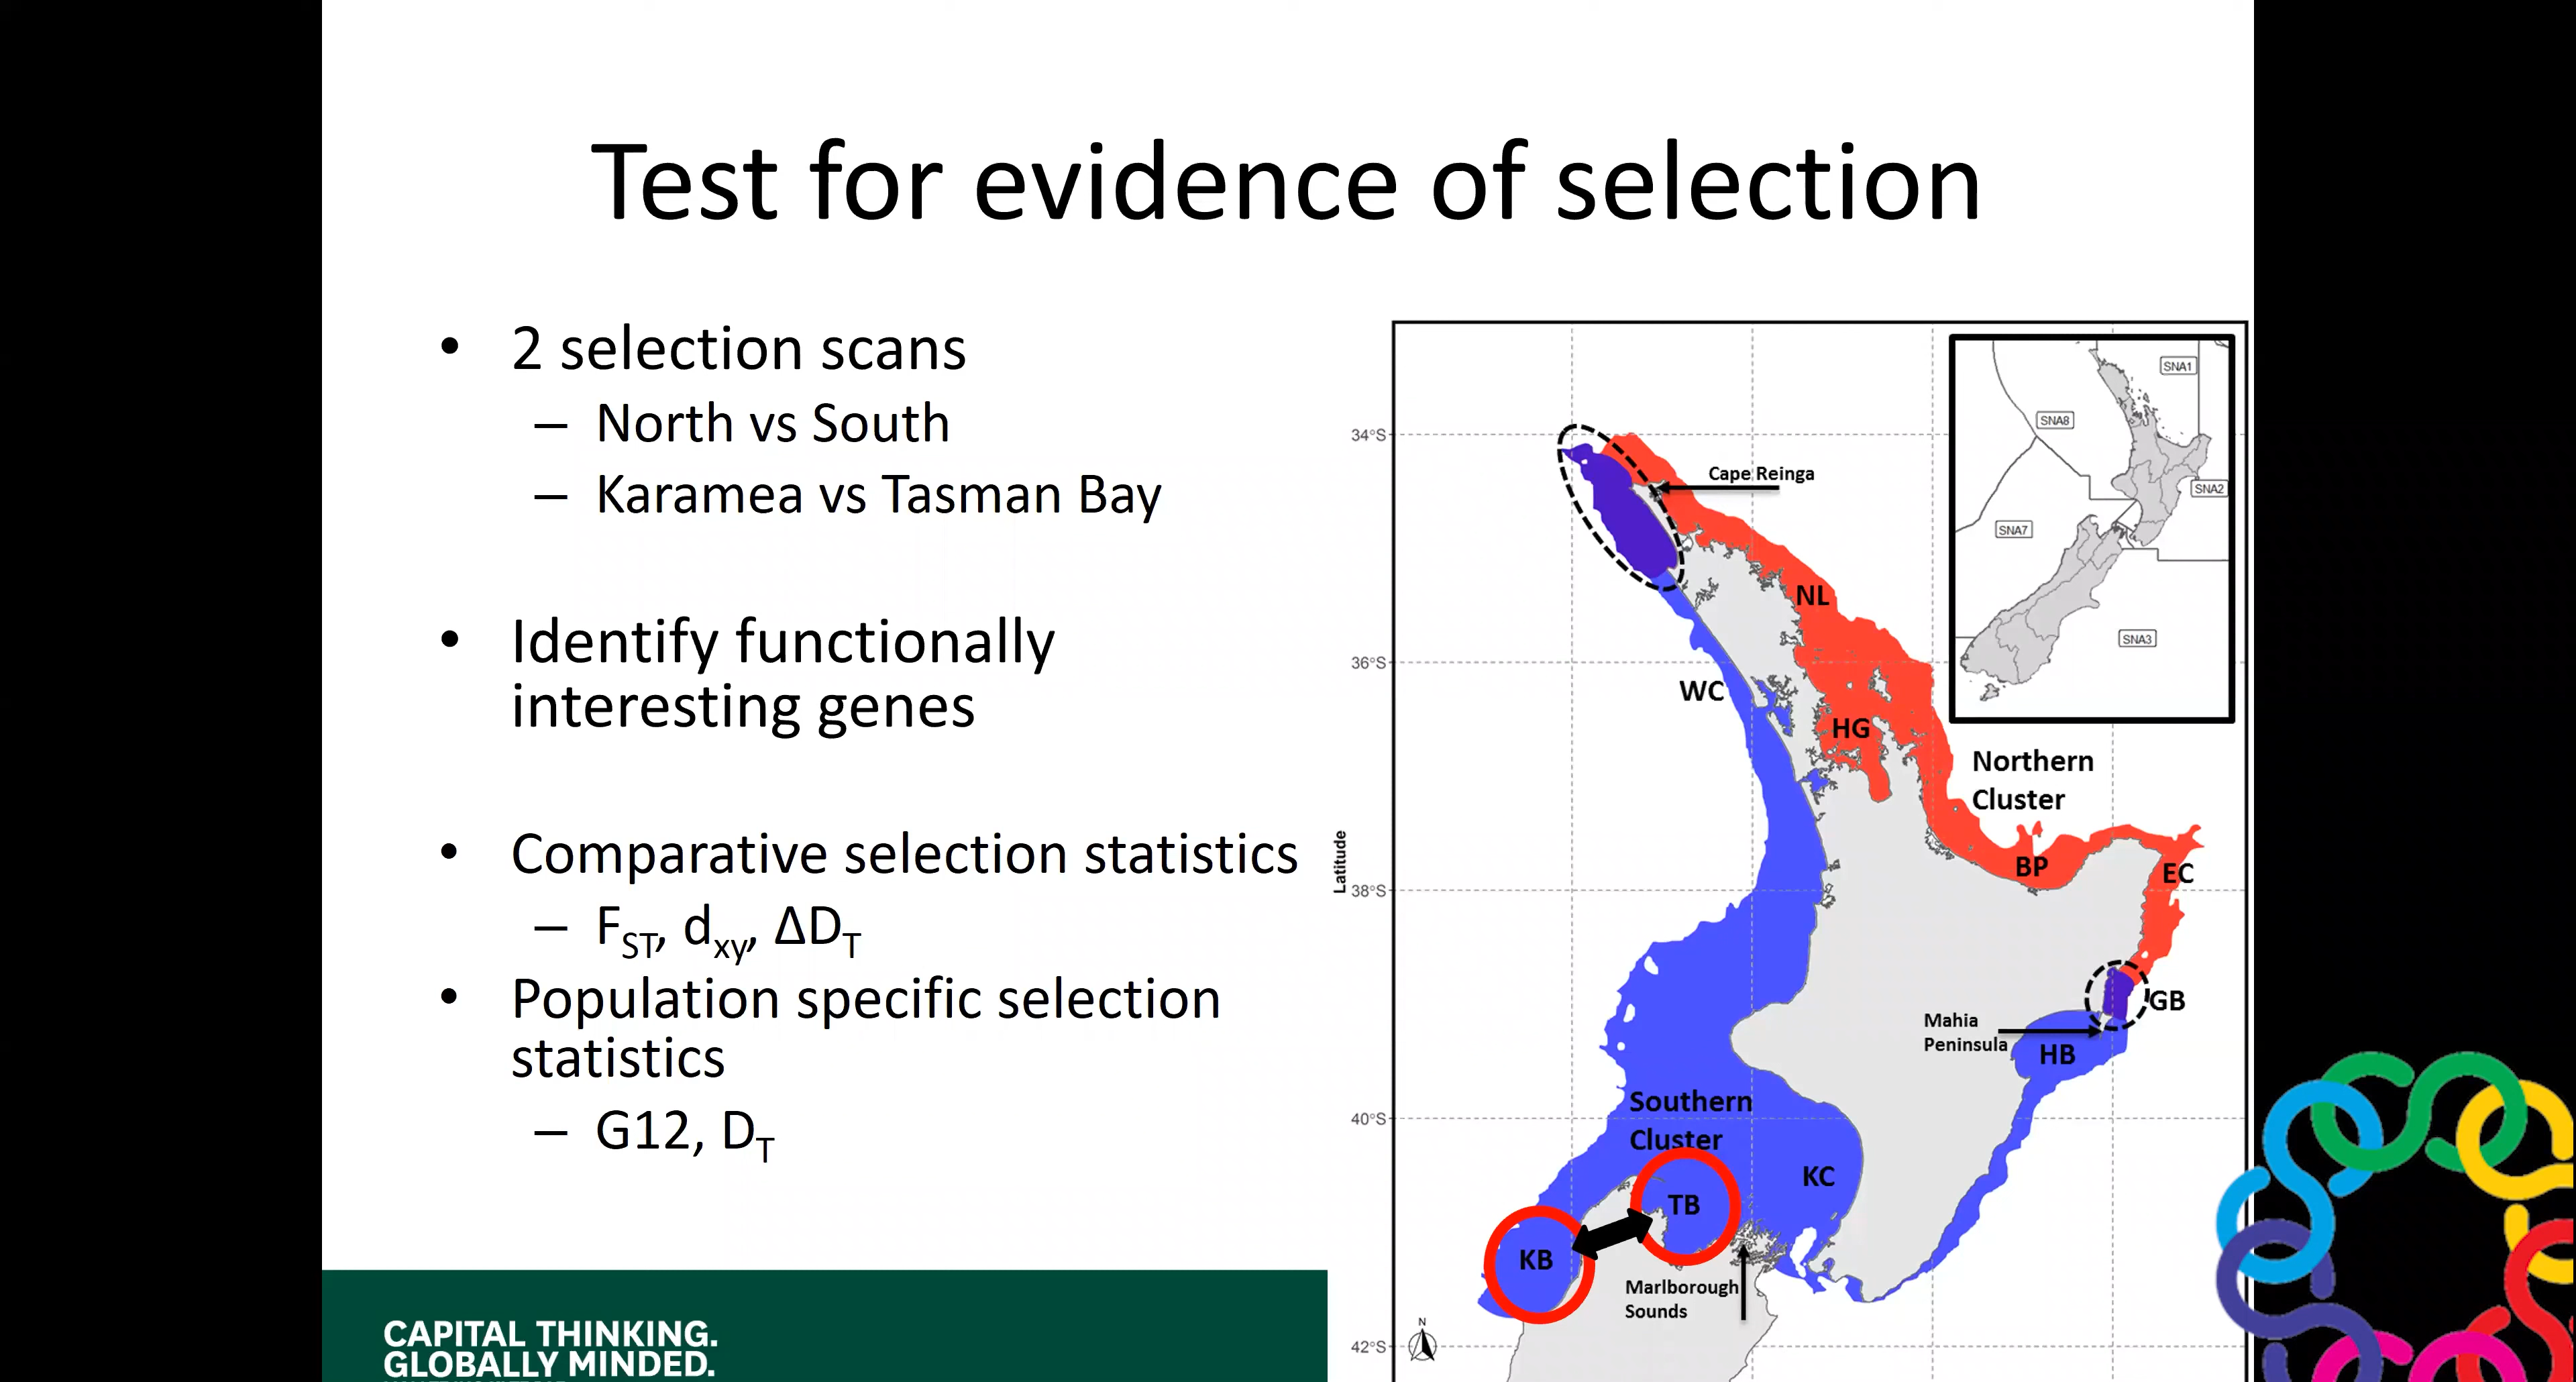 Test for evidence of selection
• 2 selection scans
– North vs South
– Karamea vs Tasman Bay
• Identify functionally
interesting genes
• Comparative selection statistics
– FST, dxy, ΔDT
• Population specific selection
statistics
– G12, DT
CAPITAL THINKING.
GLOBALLY MINDED.
Latitude
34°S
36°S
38°S
40°S
42°S
Cape Reinga
NL
WC
HG
Northern
Cluster
BP
EC
GB
Mahia
Peninsula
HB
Southern
Cluster
KC
TB
KB
Marlborough
Sounds
N
SNA1
SNA8
SNA2
SNA7
SNA3